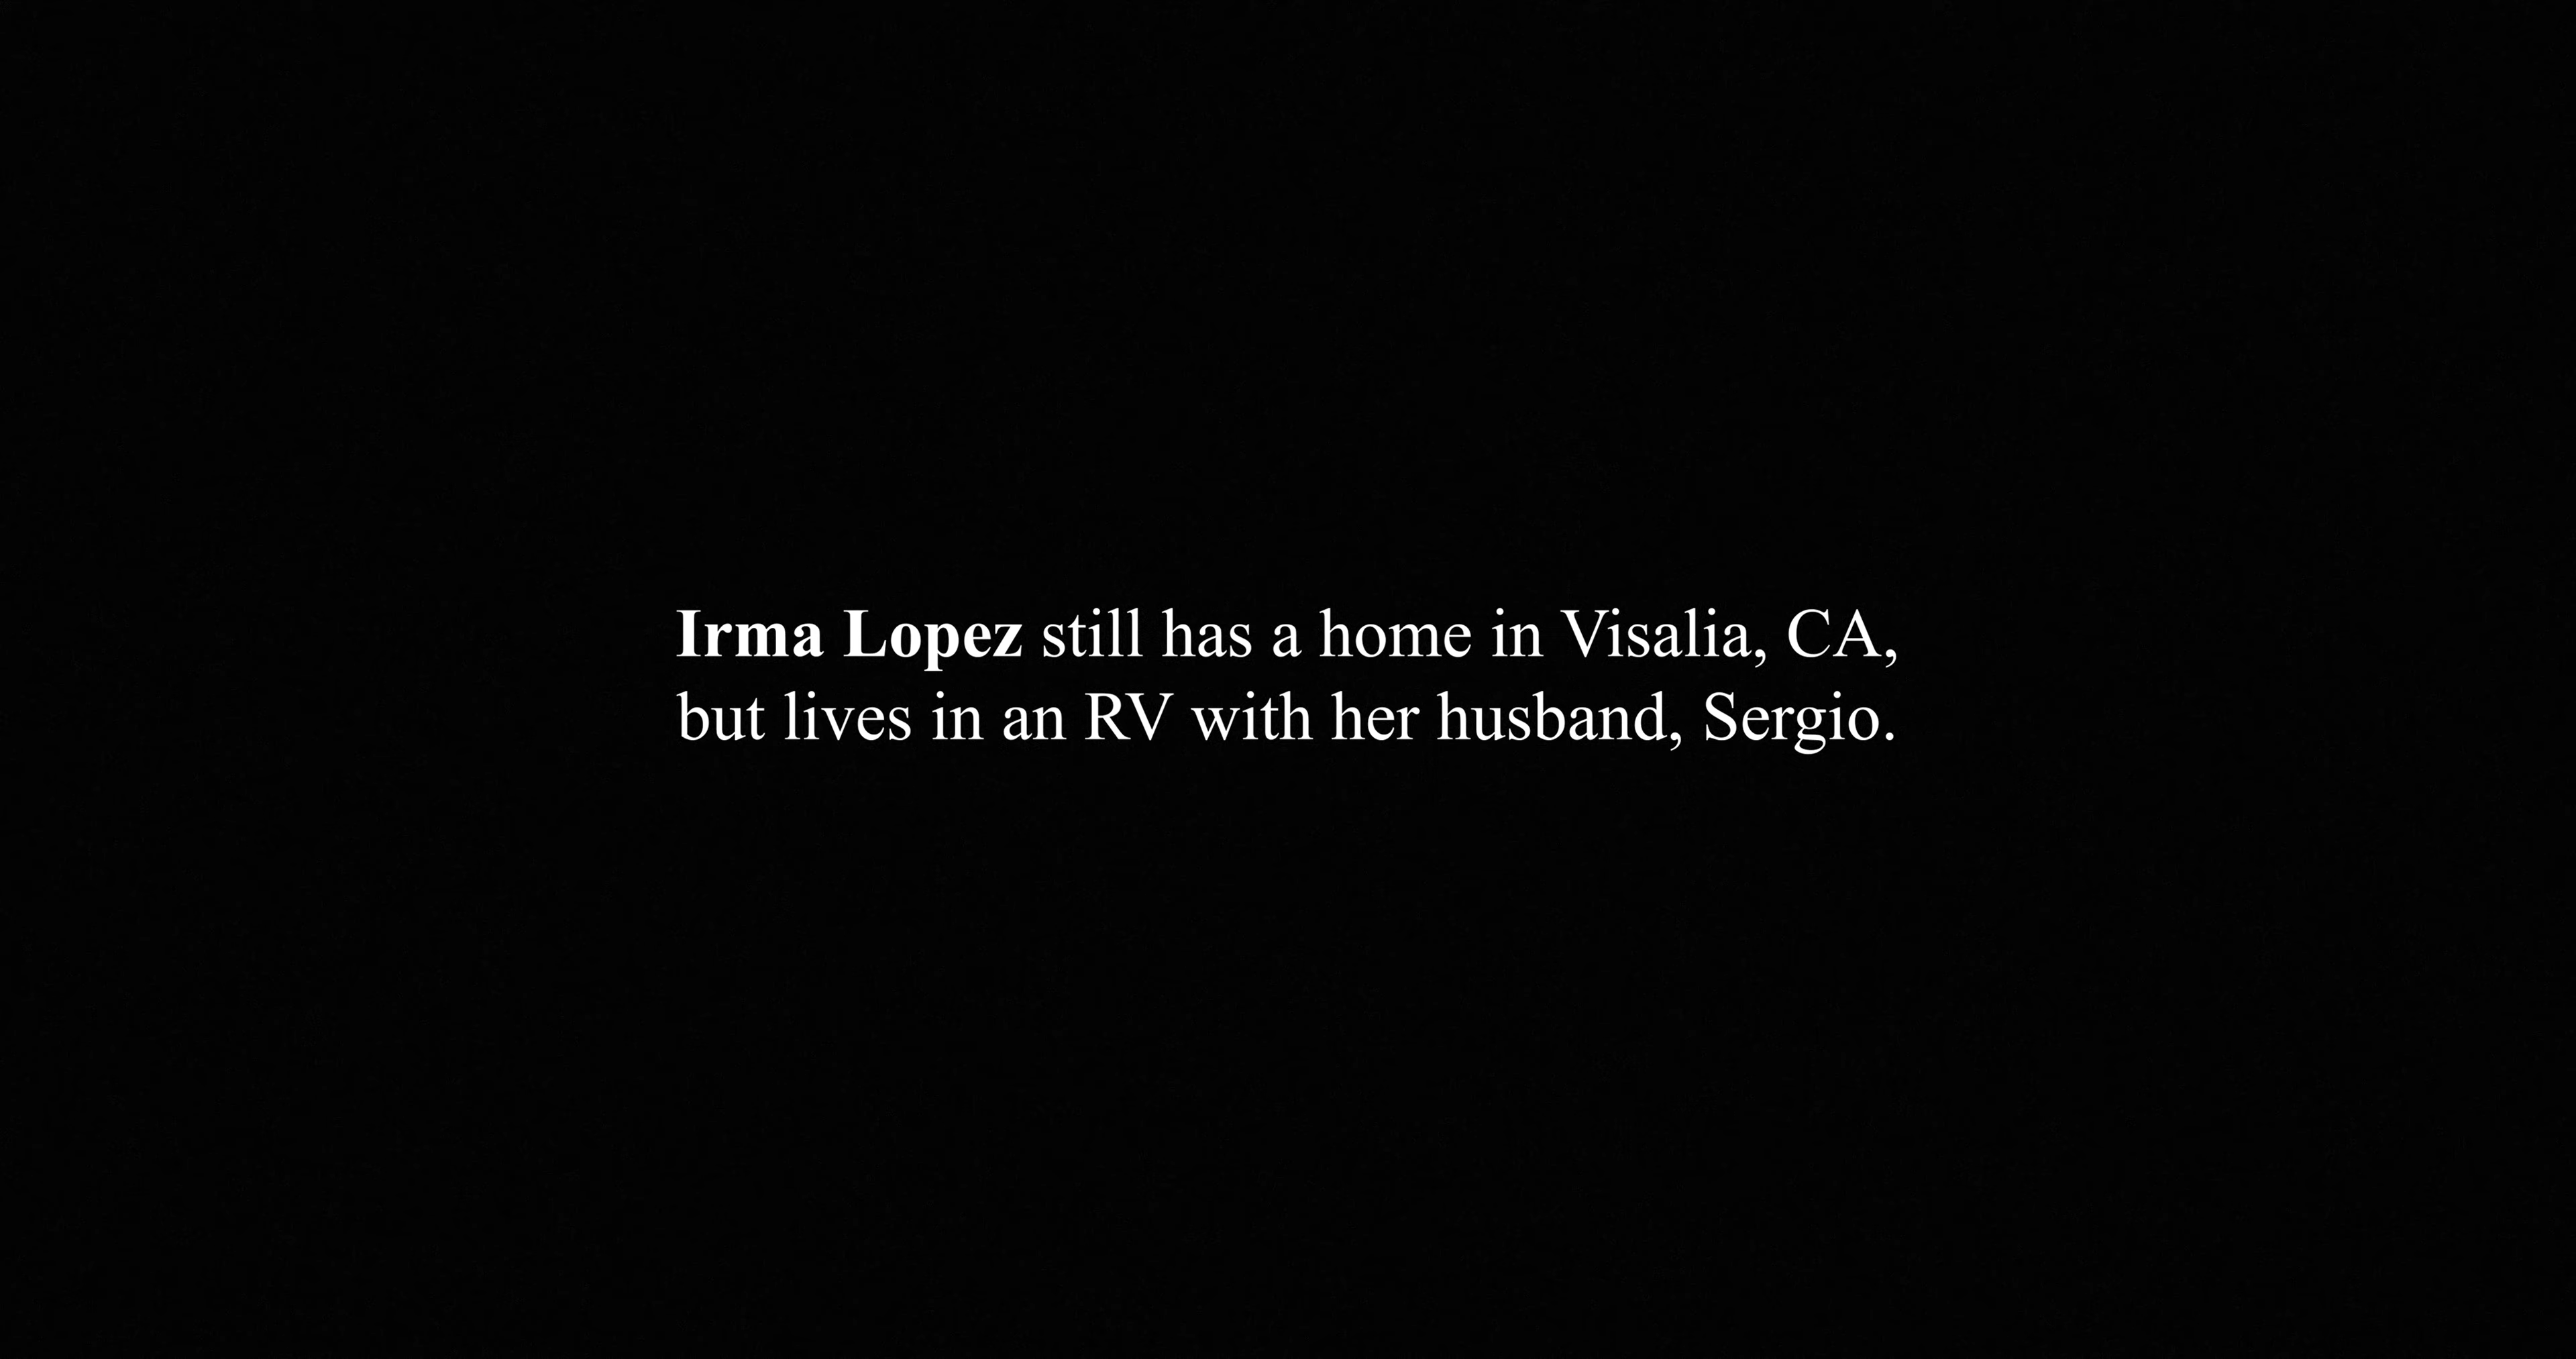 Irma Lopez still has a home in Visalia, CA,
but lives in an RV with her husband, Sergio.